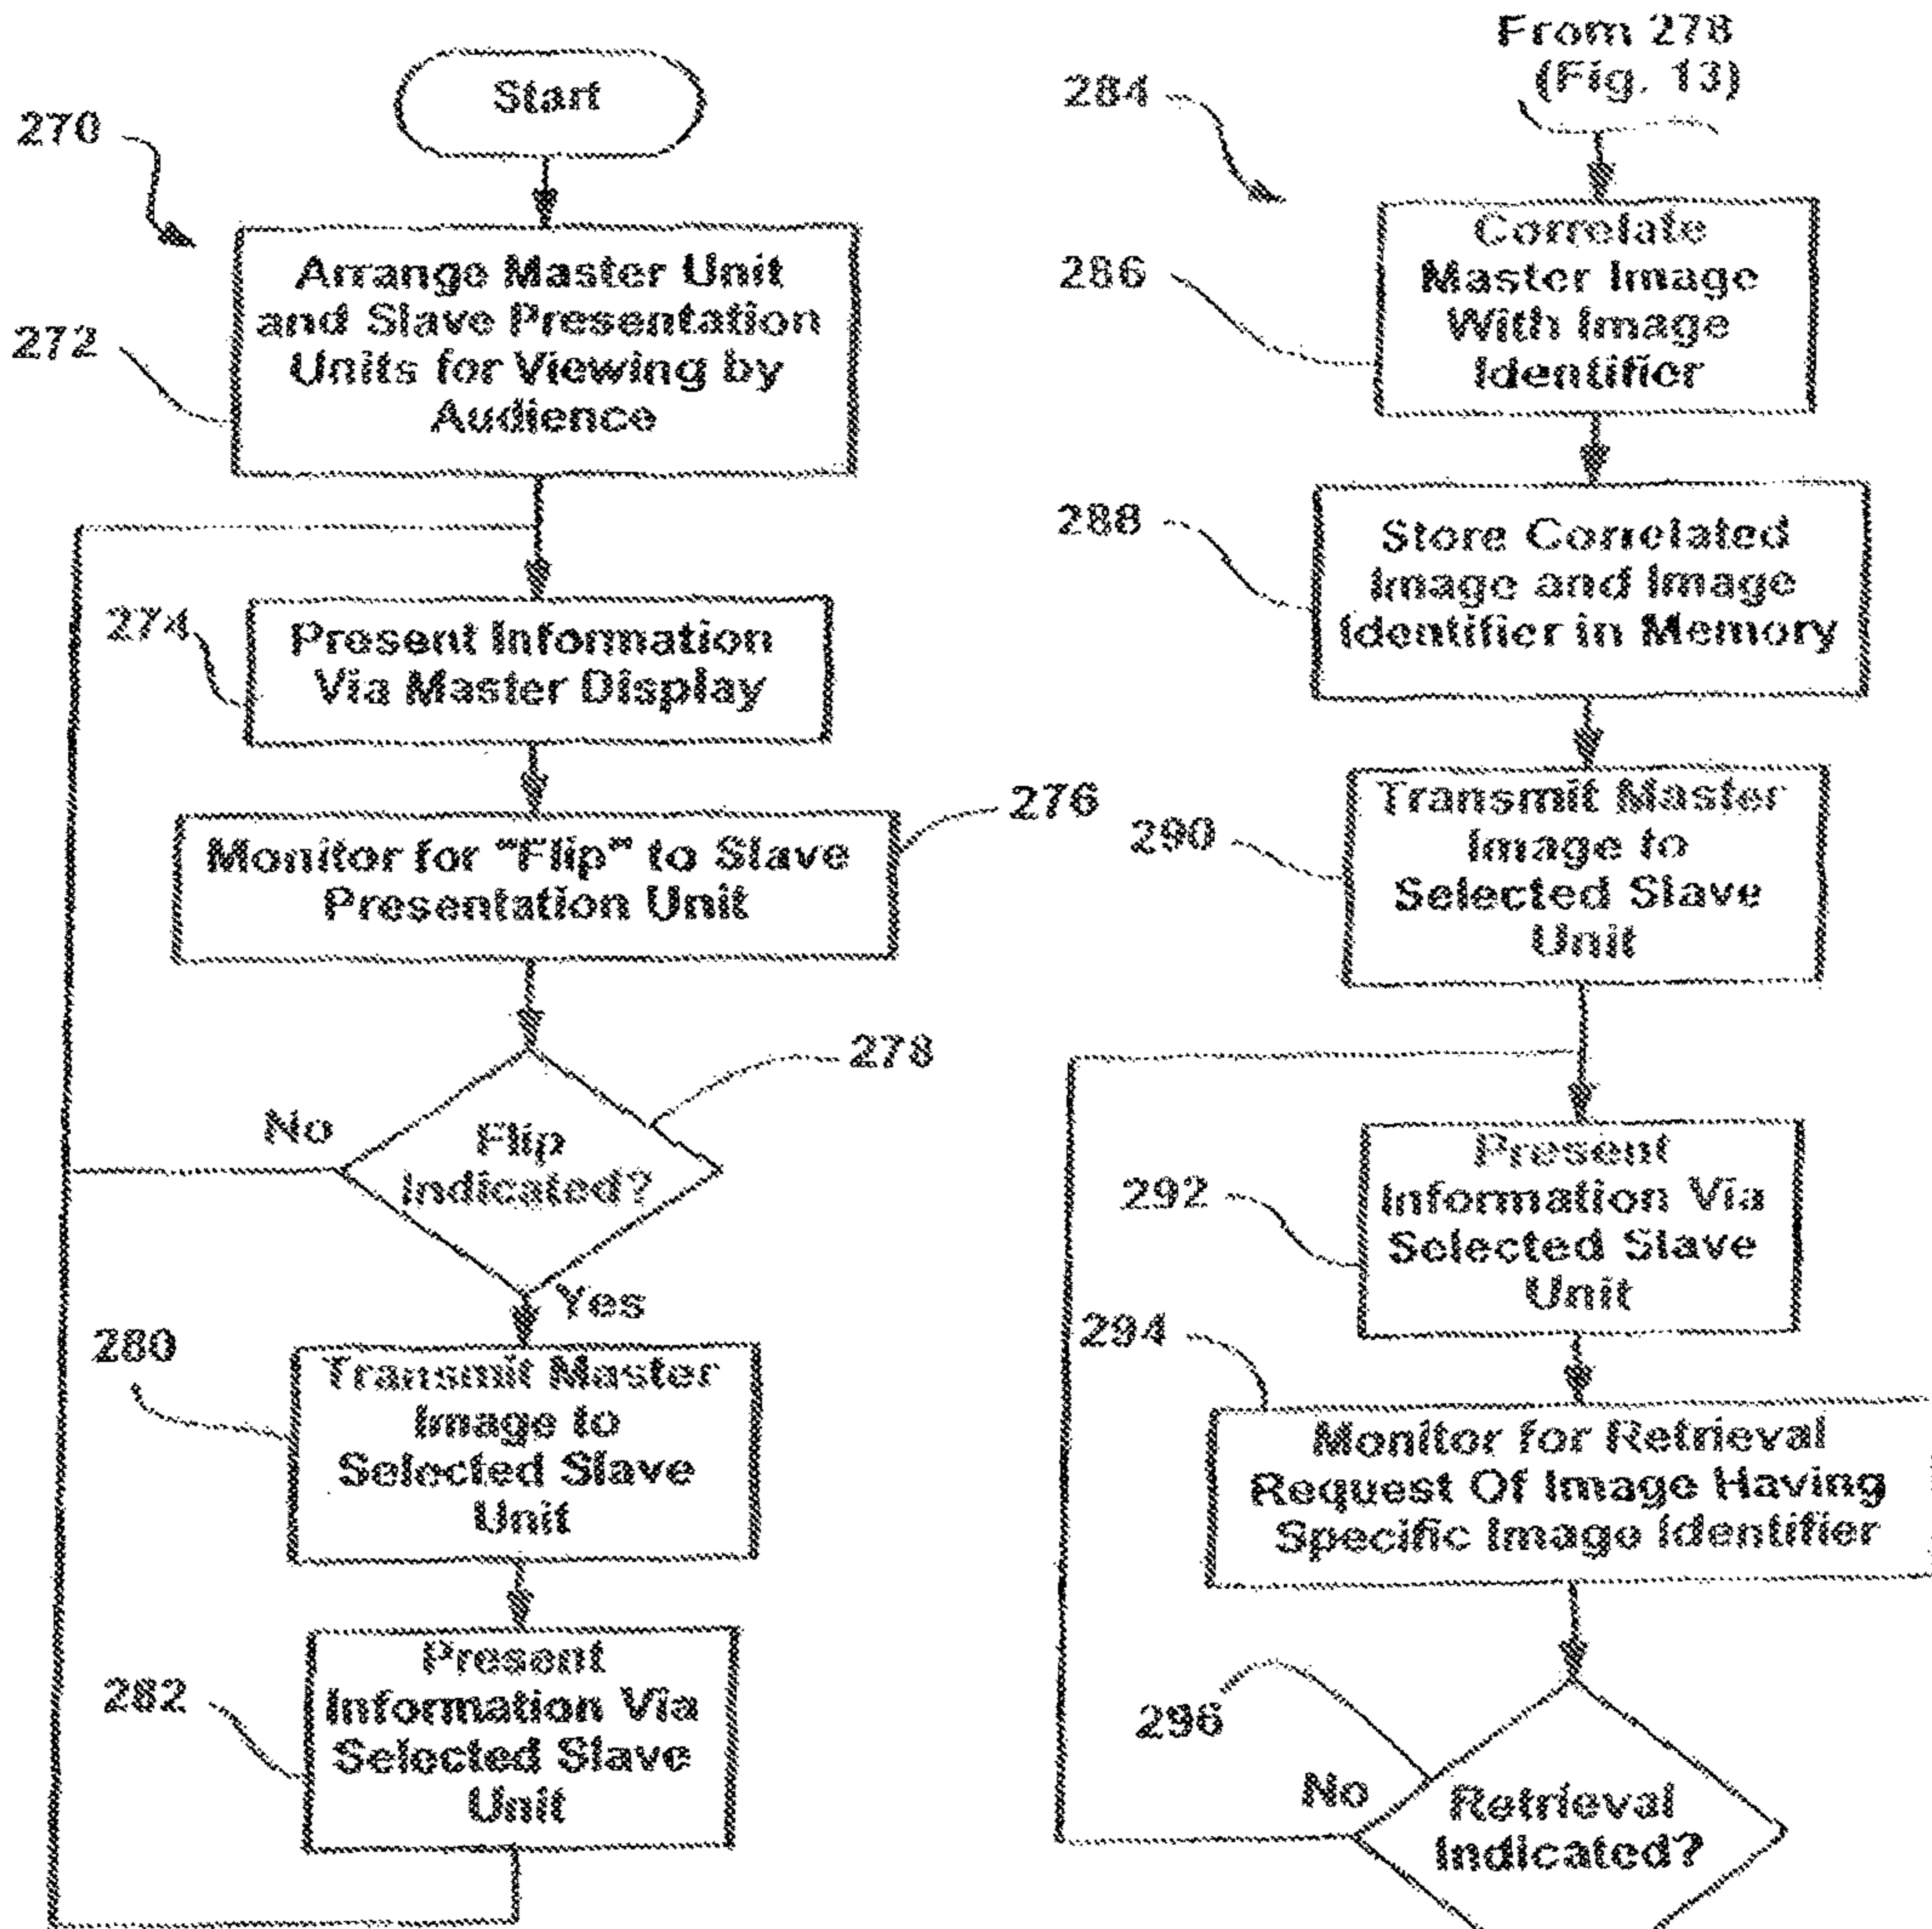 Start
270
Arrange Master Unit
and Slave Presentation
Units for Viewing by
Audience
272
274
Present Information
Via Master Display
276
Monitor for "Flip" to Slave
Presentation Unit
278
No
Flip
Indicated?
Yes
280
Transmit Master
Image to
Selected Slave
Unit
282
Present
Information Via
Selected Slave
Unit
From 278
(Fig. 13)
284
286
Correlate
Master Image
With Image
Identifier
288
Store Correlated
Image and Image
Identifier in Memory
290
Transmit Master
Image to
Selected Slave
Unit
292
Present
Information Via
Selected Slave
Unit
294
Monitor for Retrieval
Request Of Image Having
Specific Image Identifier
296
No
Retrieval
Indicated?